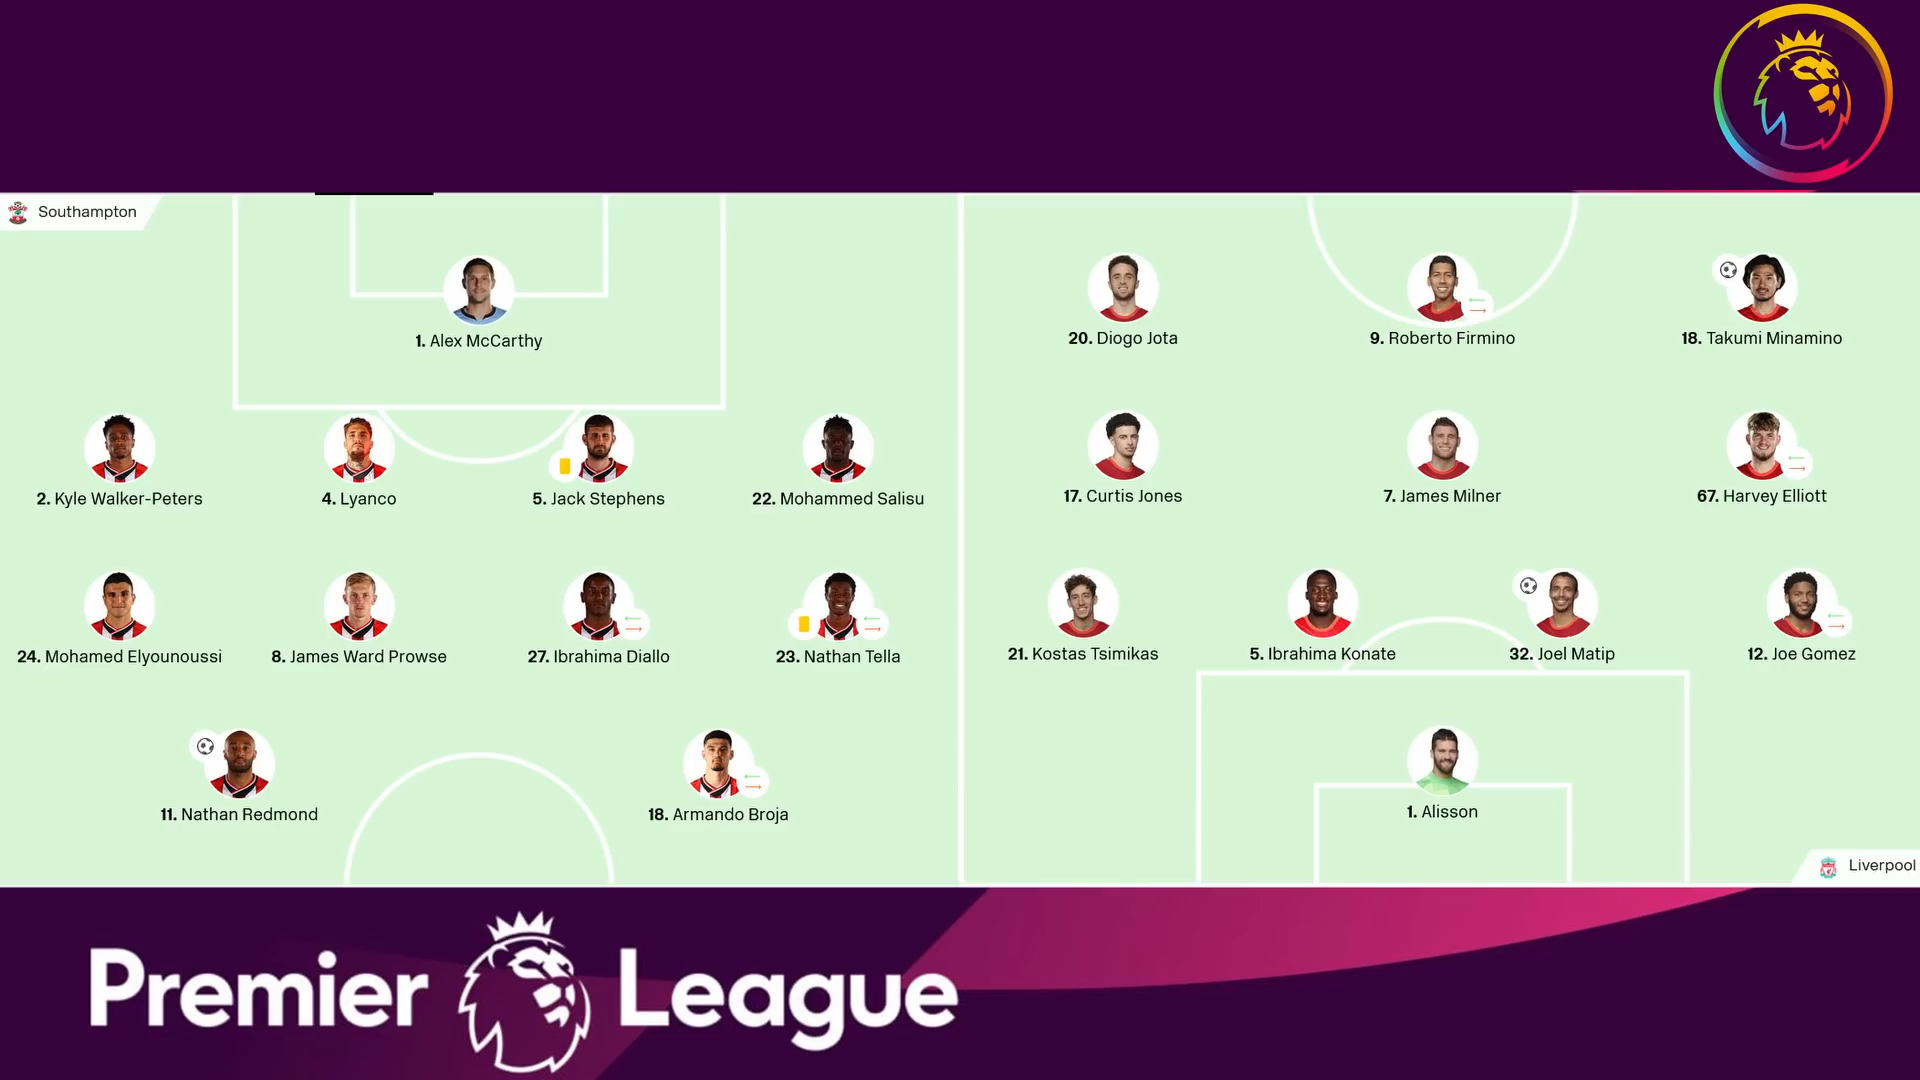 Southampton
1. Alex McCarthy
2. Kyle Walker-Peters
4. Lyanco
5. Jack Stephens
22. Mohammed Salisu
24. Mohamed Elyounoussi
8. James Ward Prowse
27. Ibrahima Diallo
23. Nathan Tella
11. Nathan Redmond
18. Armando Broja
20. Diogo Jota
9. Roberto Firmino
18. Takumi Minamino
17. Curtis Jones
7. James Milner
67. Harvey Elliott
21. Kostas Tsimikas
5. Ibrahima Konate
32. Joel Matip
12. Joe Gomez
1. Alisson
Liverpool
Premier League